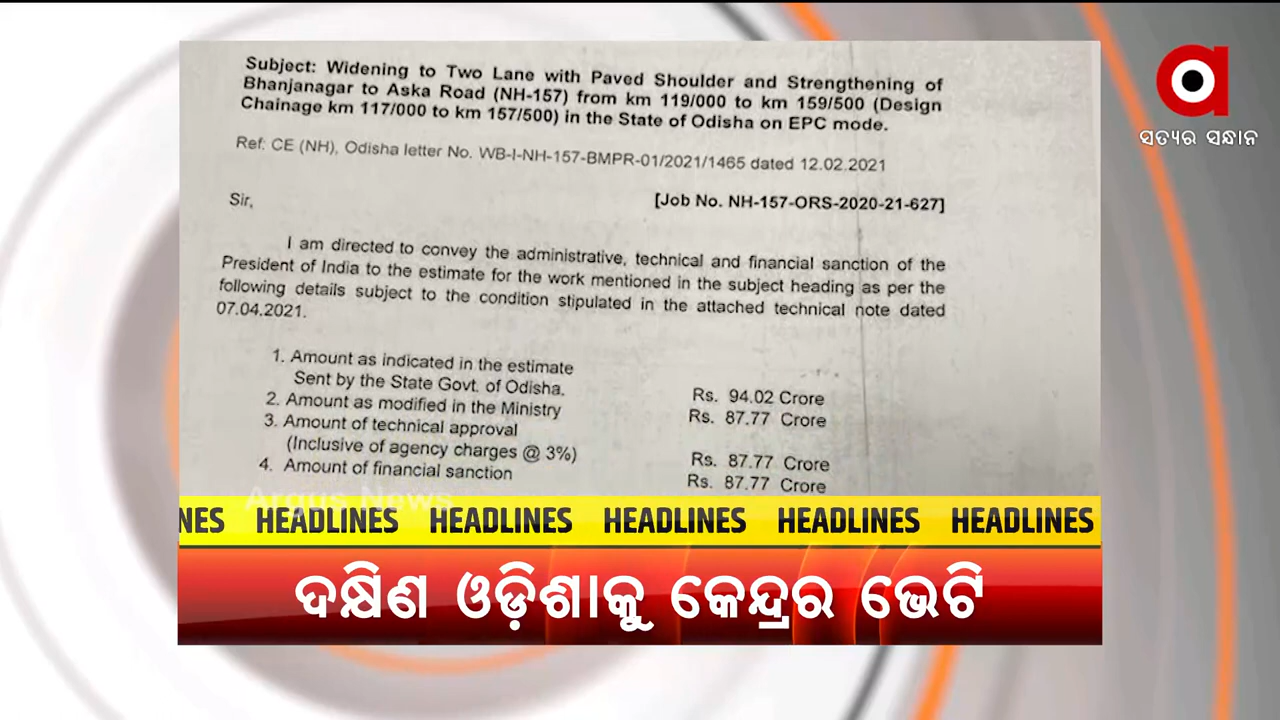 Subject: Widening to Two Lane with Paved Shoulder and Strengthening of
Bhanjanagar to Aska Road (NH-157) from km 119/000 to km 159/500 (Design
Chainage km 117/000 to km 157/500) in the State of Odisha on EPC mode.
Ref: CE (NH), Odisha letter No. WB-I-NH-157-BMPR-01/2021/1465 dated 12.02.2021
Sir,
[Job No. NH-157-ORS-2020-21-627]
I am directed to convey the administrative, technical and financial sanction of the
President of India to the estimate for the work mentioned in the subject heading as per the
following details subject to the condition stipulated in the attached technical note dated
07.04.2021.
1. Amount as indicated in the estimate
Sent by the State Govt. of Odisha. Rs. 94.02 Crore
2. Amount as modified in the Ministry Rs. 87.77 Crore
3. Amount of technical approval
(Inclusive of agency charges @ 3%) Rs. 87.77 Crore
4. Amount of financial sanction Rs. 87.77 Crore
Argus News
NES HEADLINES HEADLINES HEADLINES HEADLINES HEADLINES
ଦକ୍ଷିଣ ଓଡ଼ିଶାକୁ କେନ୍ଦ୍ରର ଭେଟି
a
ସତ୍ୟର ସନ୍ଧାନ